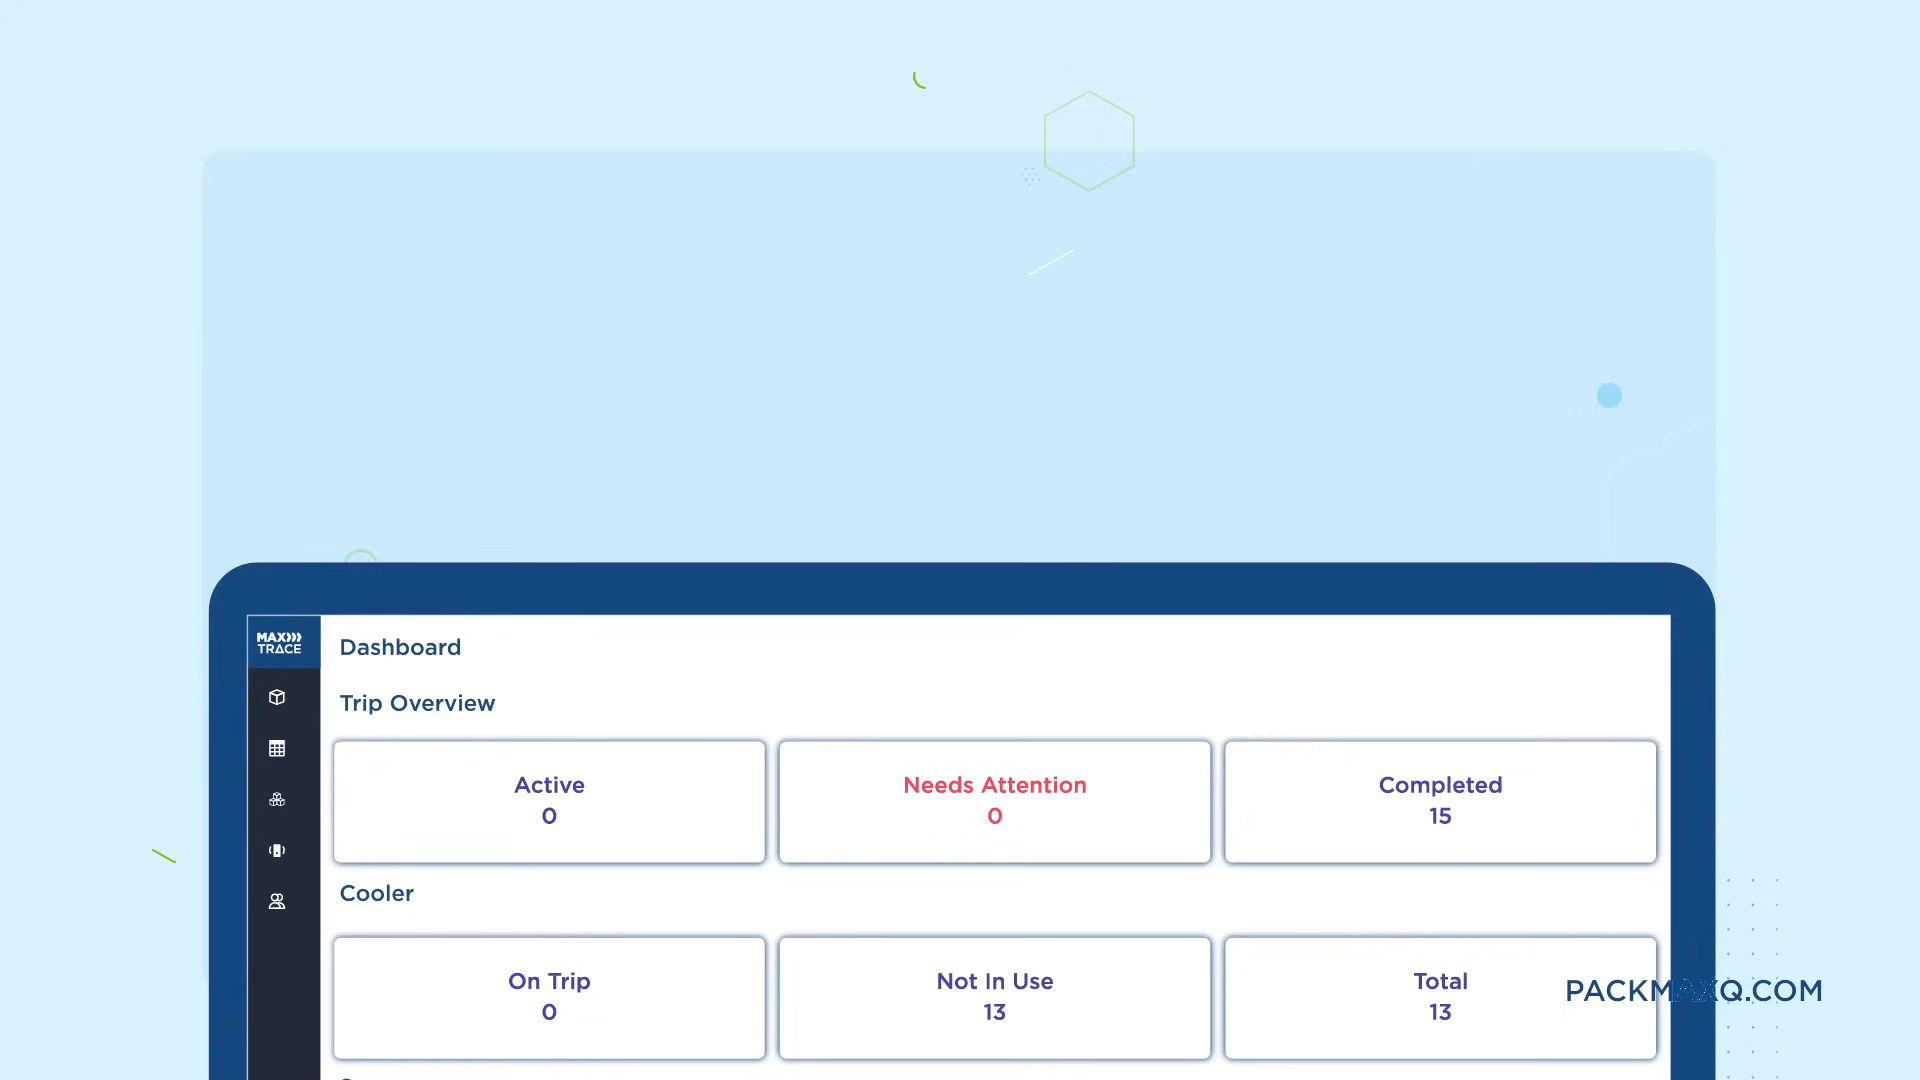 MAX
TRACE
Dashboard
Trip Overview
Active
0
Needs Attention
0
Completed
15
Cooler
On Trip
0
Not In Use
13
Total
13
PACKMAXQ.COM